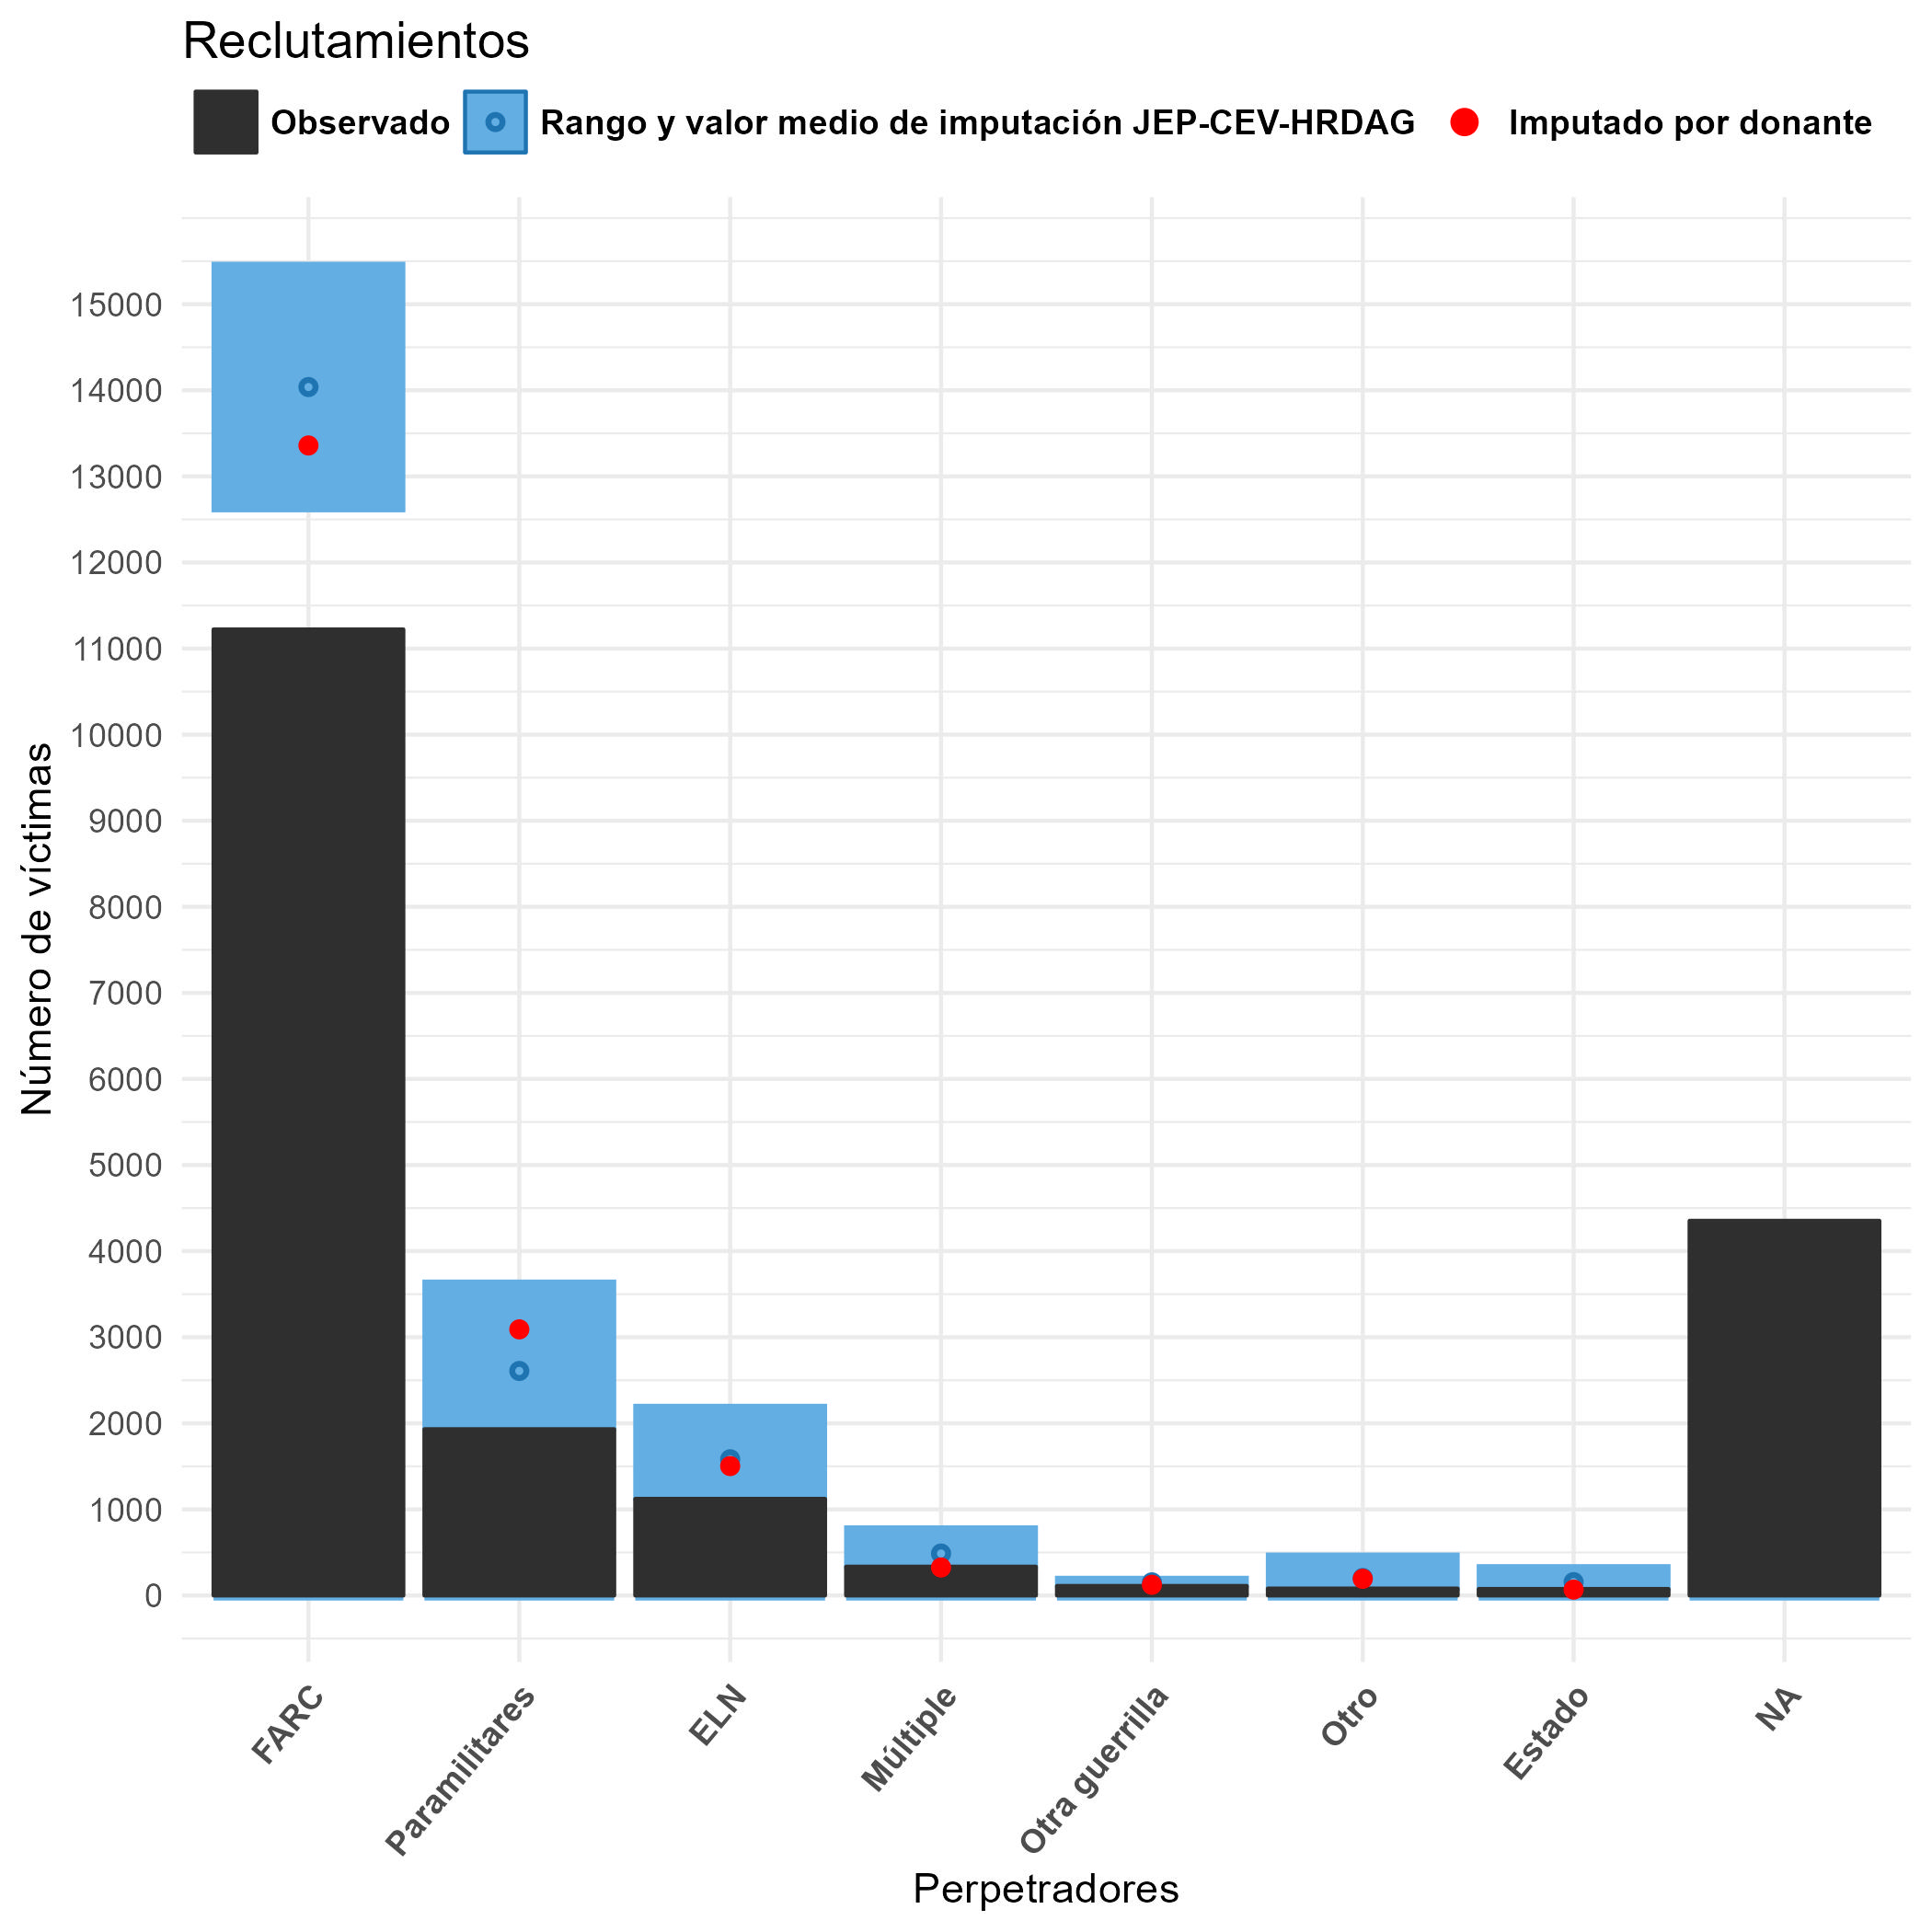 Reclutamientos
Observado Rango y valor medio de imputación JEP-CEV-HRDAG Imputado por donante
Número de víctimas
15000
14000
13000
12000
11000
10000
9000
8000
7000
6000
5000
4000
3000
2000
1000
0
FARC
Paramilitares
ELN
Múltiple
Otra guerrilla
Otro
Estado
NA
Perpetradores